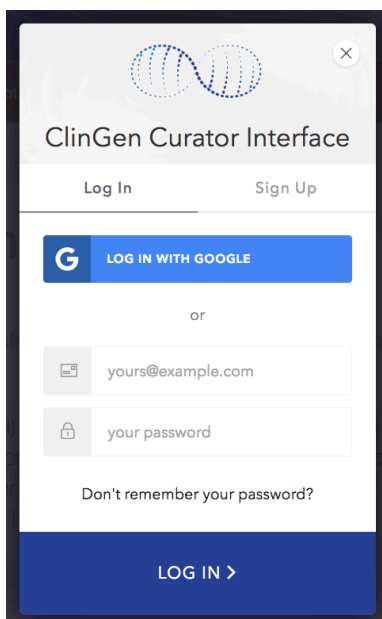 ClinGen Curator Interface
Log In
Sign Up
G
LOG IN WITH GOOGLE
or
yours@example.com
your password
Don't remember your password?
LOG IN >